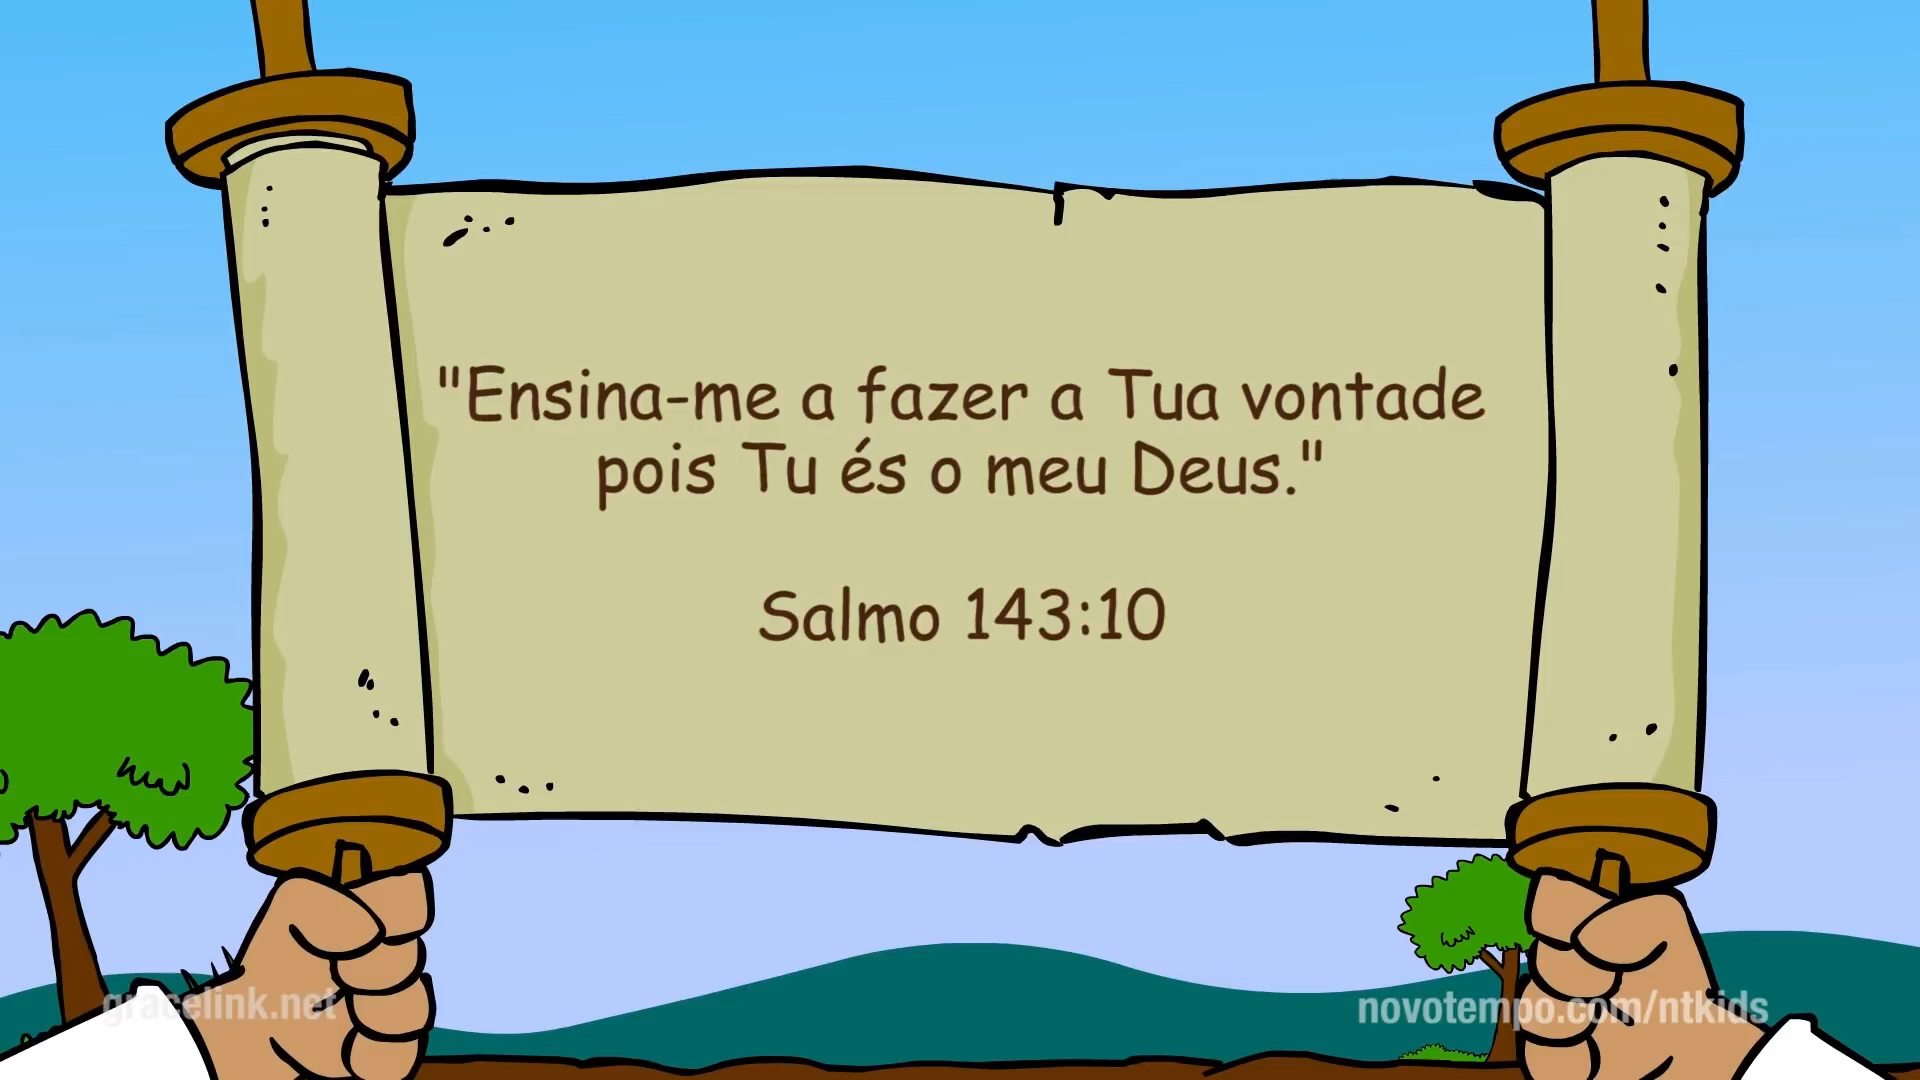 "Ensina-me a fazer a Tua vontade
pois Tu és o meu Deus."
Salmo 143:10
gracelink.net
novotempo.com/ntkids